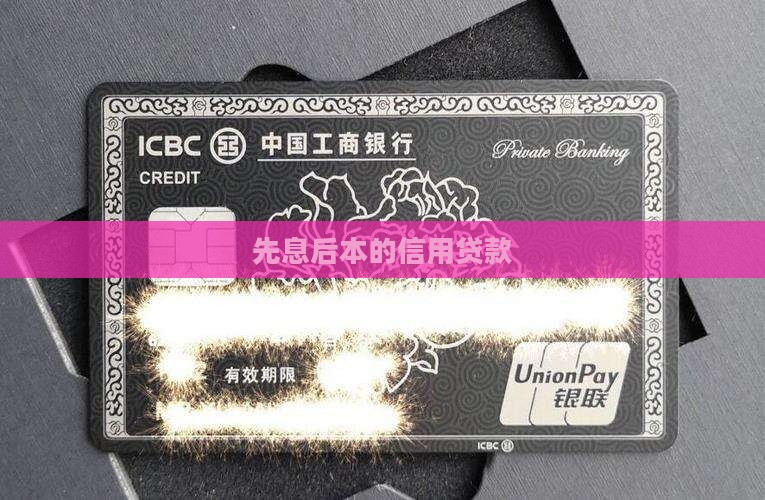 ICBC 中国工商银行
Private Banking
CREDIT
先息后本的信用贷款
有效期限
UnionPay
银联
ICBC